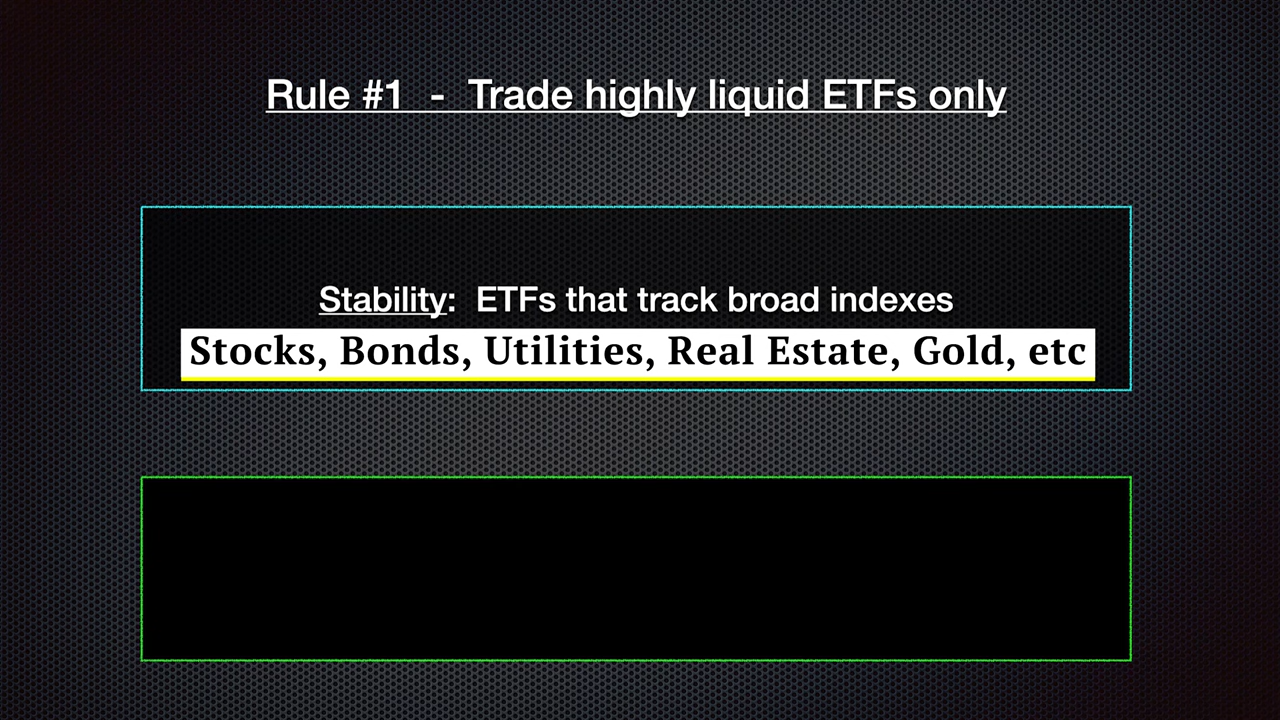 Rule #1 - Trade highly liquid ETFs only
Stability: ETFs that track broad indexes
Stocks, Bonds, Utilities, Real Estate, Gold, etc